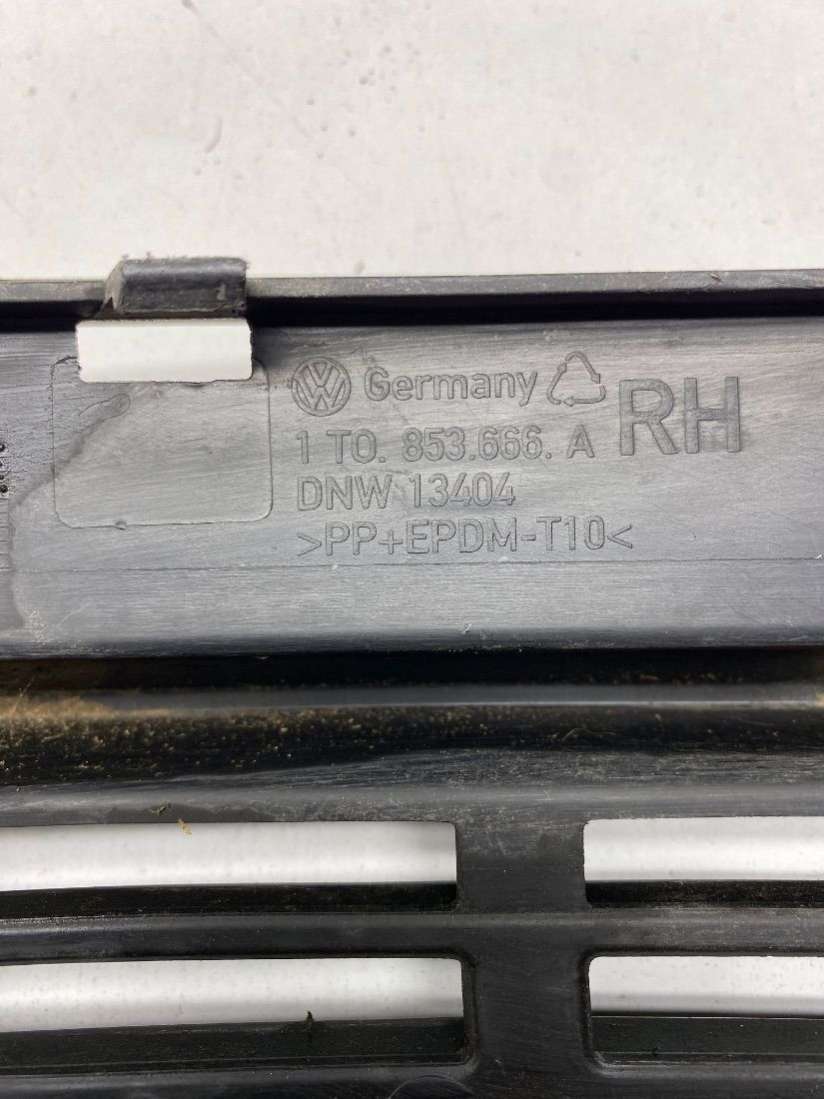 Germany
1 T0. 853.666. A RH
DNW 13404
>PP+EPDM-T10<